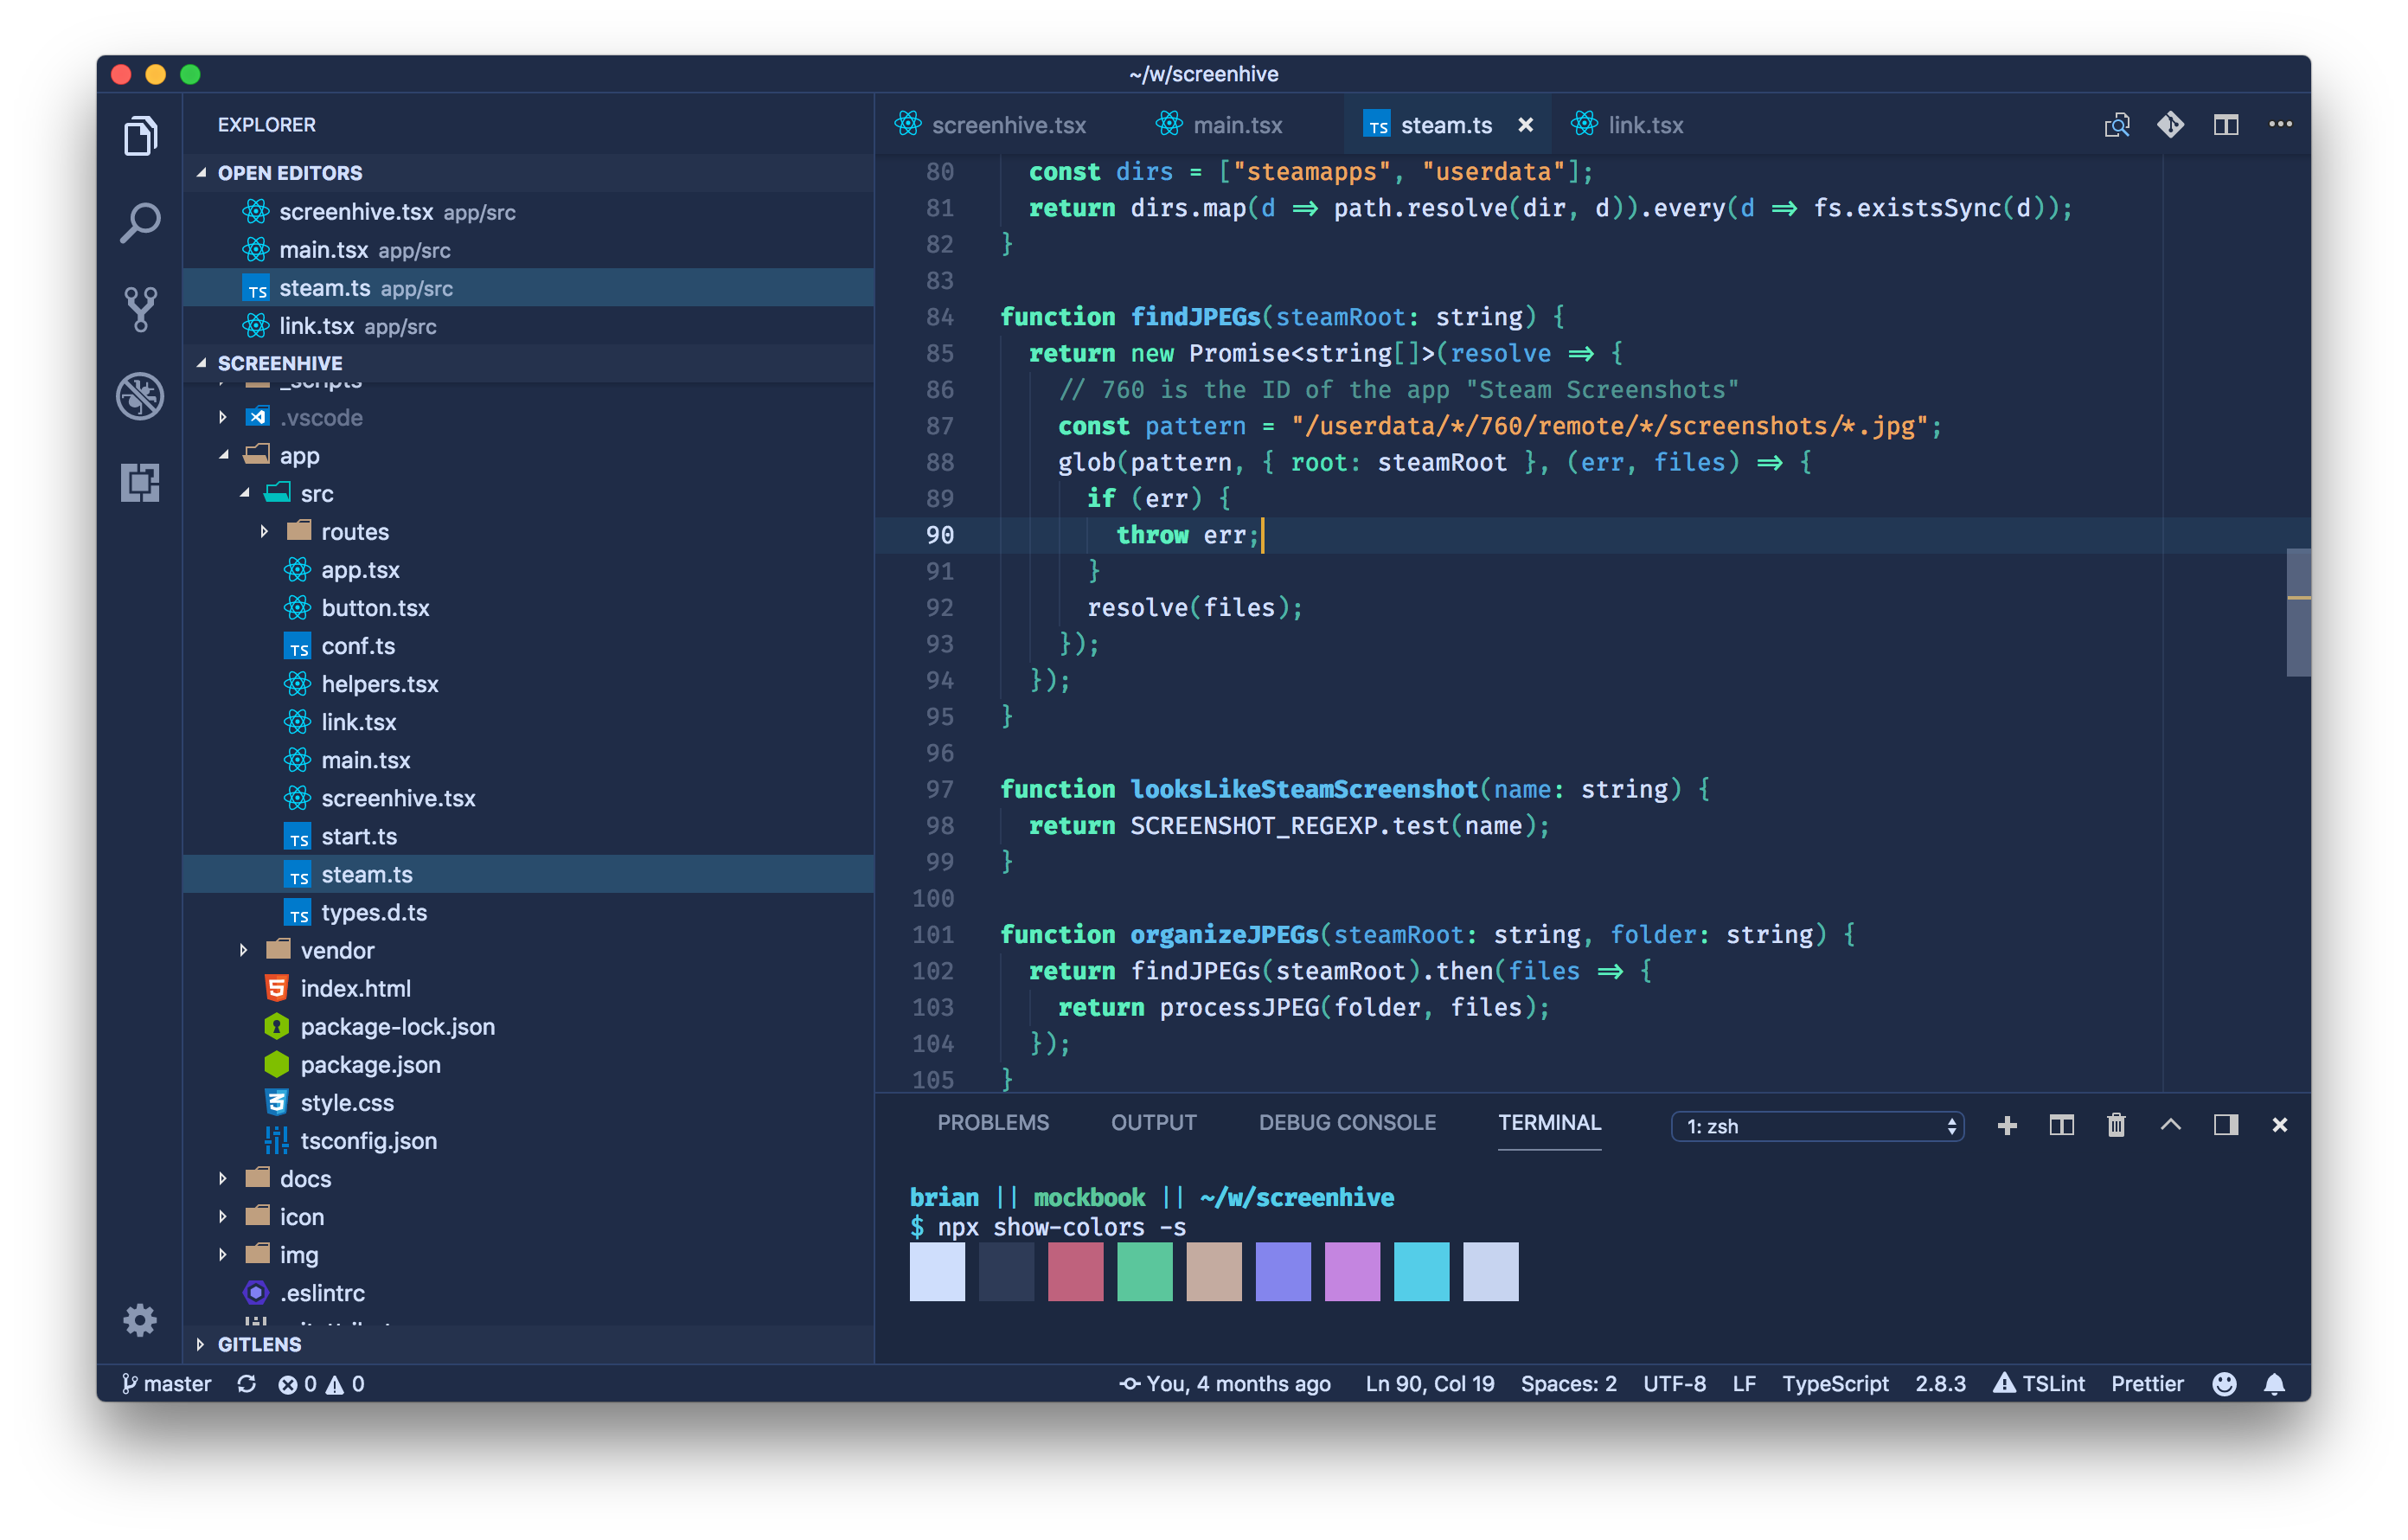 ~/w/screenhive
EXPLORER
OPEN EDITORS
screenhive.tsx app/src
main.tsx app/src
TS steam.ts app/src
link.tsx app/src
SCREENHIVE
_scripts
.vscode
app
src
routes
app.tsx
button.tsx
TS conf.ts
helpers.tsx
link.tsx
main.tsx
screenhive.tsx
TS start.ts
TS steam.ts
TS types.d.ts
vendor
index.html
package-lock.json
package.json
style.css
tsconfig.json
docs
icon
img
.eslintrc
GITLENS
screenhive.tsx main.tsx TS steam.ts × link.tsx
80 const dirs = ["steamapps", "userdata"];
81 return dirs.map(d => path.resolve(dir, d)).every(d => fs.existsSync(d));
82 }
83
84 function findJPEGs(steamRoot: string) {
85 return new Promise<string[]>(resolve => {
86 // 760 is the ID of the app "Steam Screenshots"
87 const pattern = "/userdata/*/760/remote/*/screenshots/*.jpg";
88 glob(pattern, { root: steamRoot }, (err, files) => {
89 if (err) {
90 throw err;
91 }
92 resolve(files);
93 });
94 });
95 }
96
97 function looksLikeSteamScreenshot(name: string) {
98 return SCREENSHOT_REGEXP.test(name);
99 }
100
101 function organizeJPEGs(steamRoot: string, folder: string) {
102 return findJPEGs(steamRoot).then(files => {
103 return processJPEG(folder, files);
104 });
105 }
PROBLEMS OUTPUT DEBUG CONSOLE TERMINAL 1: zsh
brian || mockbook || ~/w/screenhive
$ npx show-colors -s
master 0 0 You, 4 months ago Ln 90, Col 19 Spaces: 2 UTF-8 LF TypeScript 2.8.3 TSLint Prettier